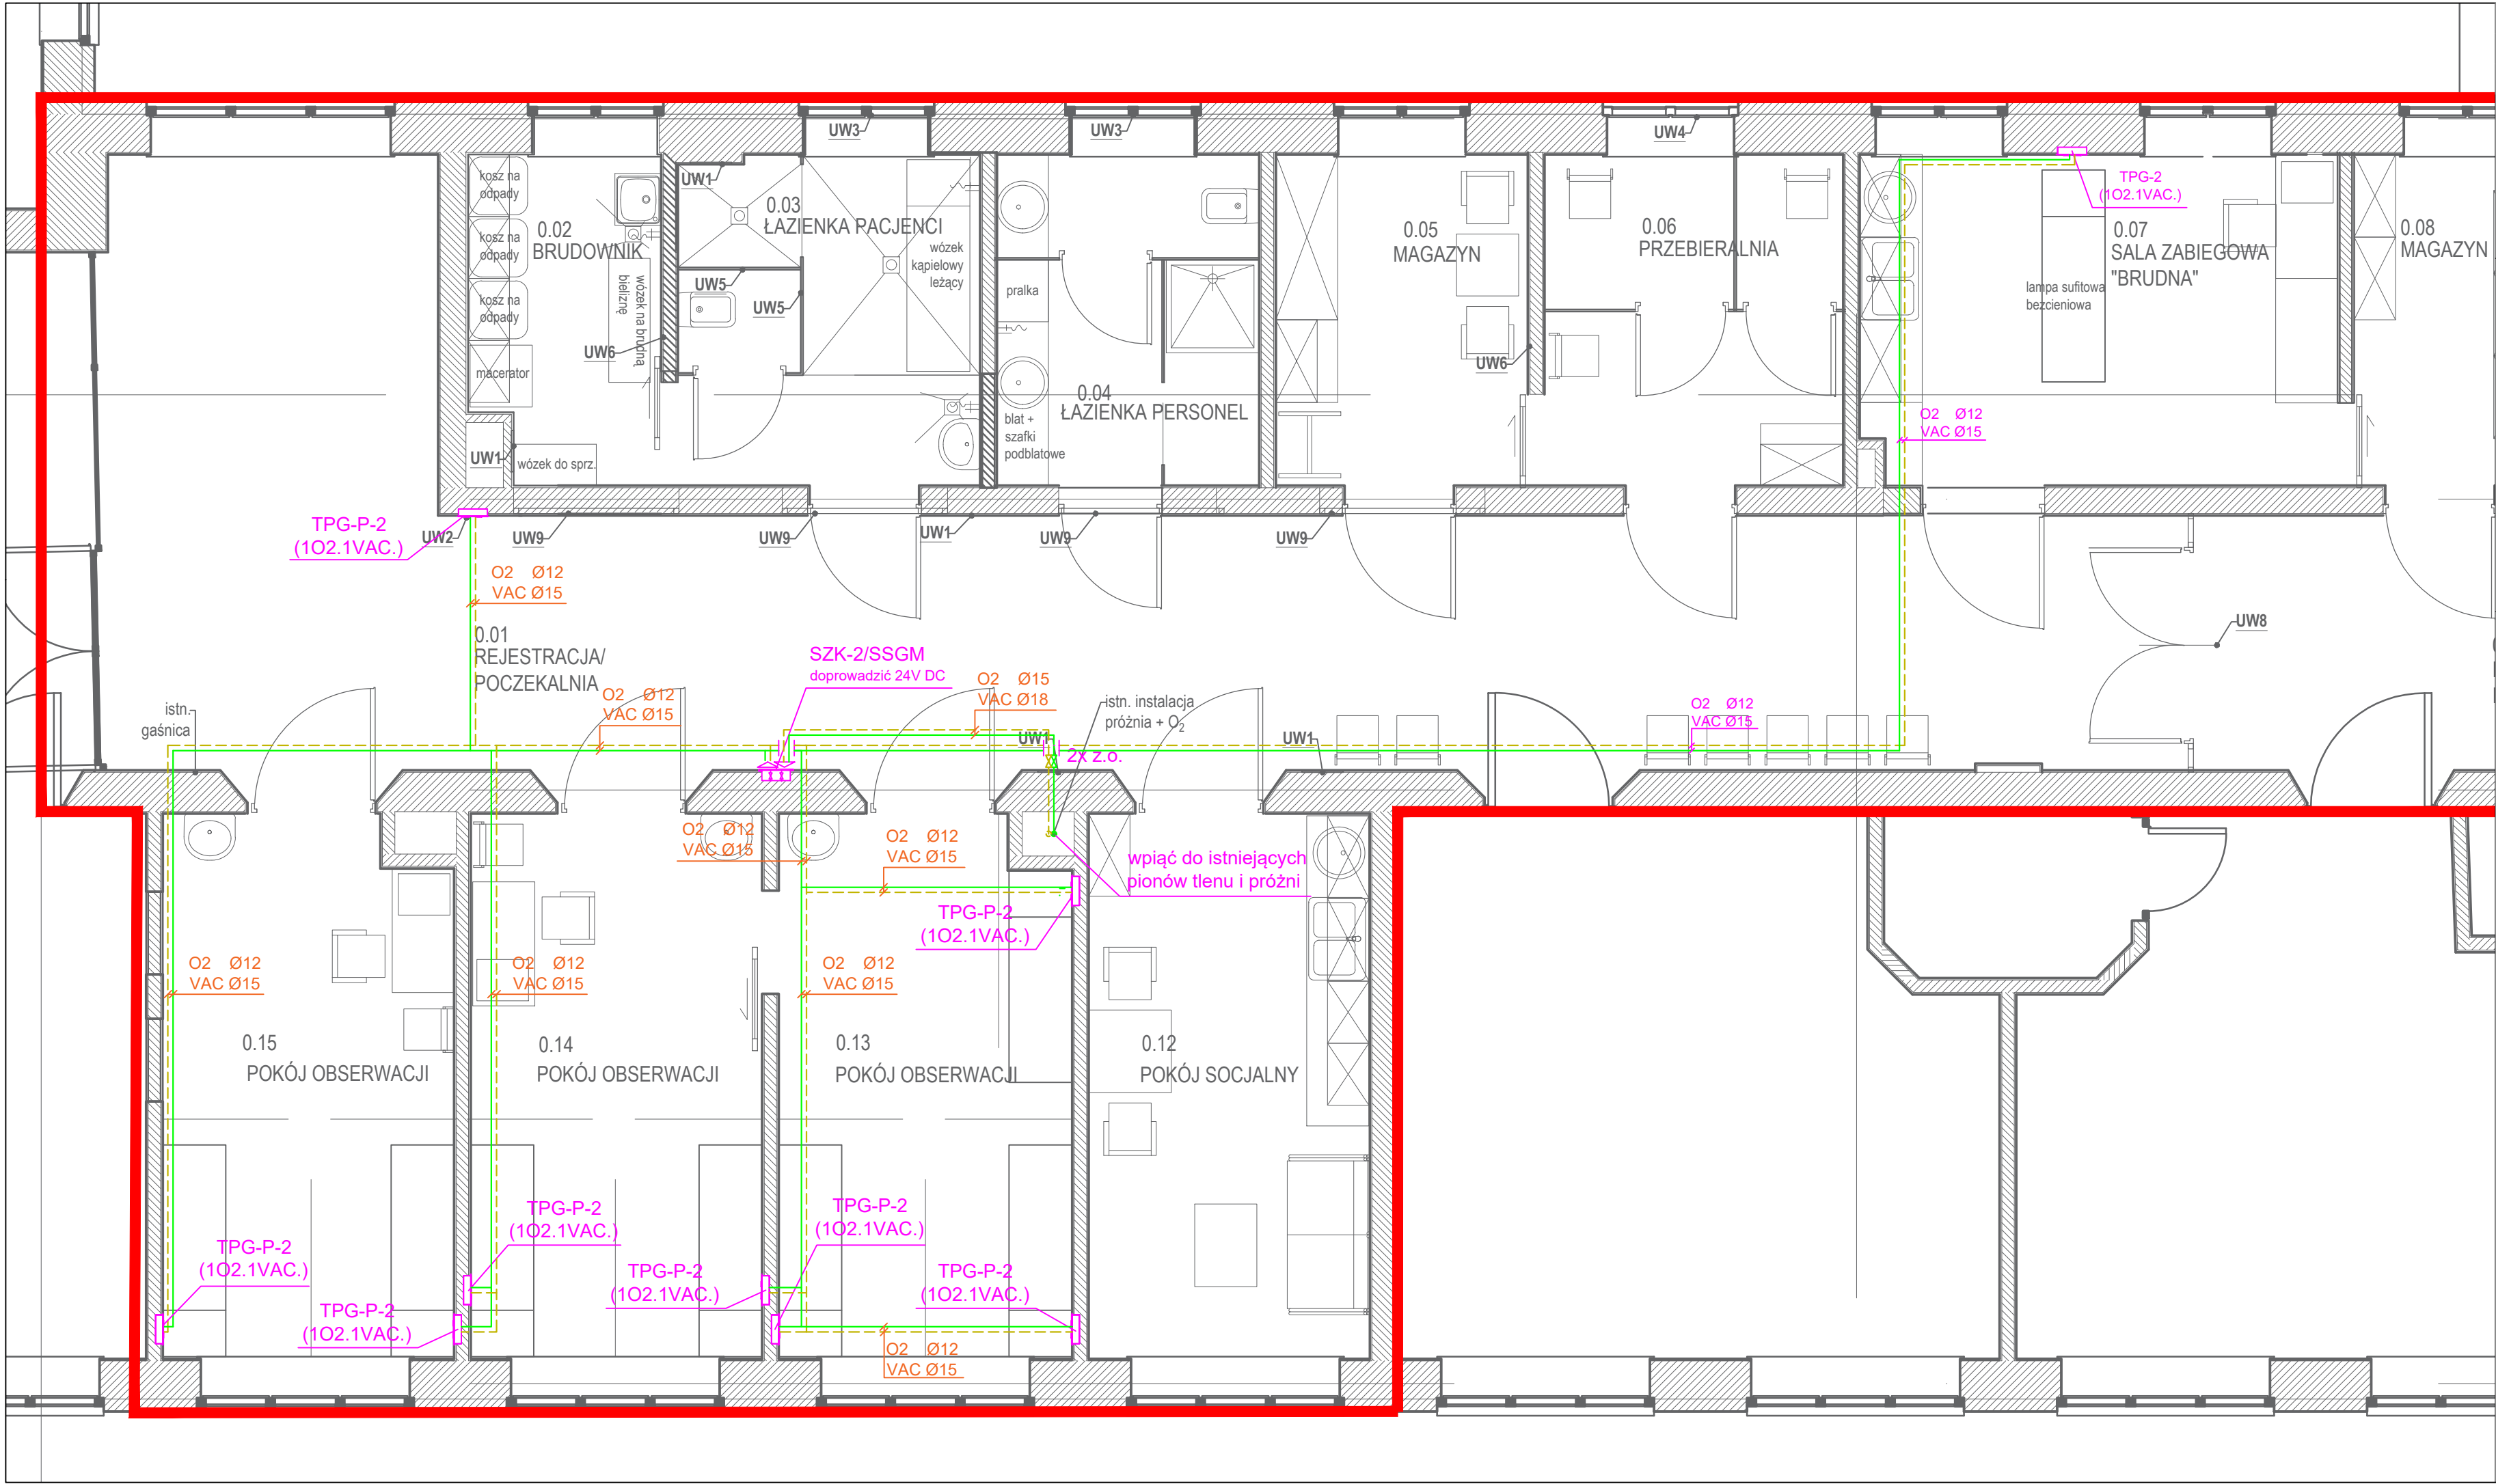 UW3
UW3
UW4
kosz na
odpady
kosz na
odpady
kosz na
odpady
macerator
0.02
BRUDOWNIK
wózek na brudną
bieliznę
UW6
UW1
wózek do sprz.
UW1
0.03
ŁAZIENKA PACJENCI
wózek
kąpielowy
leżący
UW5
UW5
pralka
0.04
ŁAZIENKA PERSONEL
blat +
szafki
podblatowe
0.05
MAGAZYN
UW6
0.06
PRZEBIERALNIA
TPG-2
(1O2.1VAC.)
0.07
SALA ZABIEGOWA
"BRUDNA"
lampa sufitowa
bezcieniowa
0.08
MAGAZYN
O2 Ø12
VAC Ø15
TPG-P-2
(1O2.1VAC.)
UW2
UW9
UW9
UW1
UW9
UW9
O2 Ø12
VAC Ø15
0.01
REJESTRACJA/
POCZEKALNIA
UW8
SZK-2/SSGM
doprowadzić 24V DC
O2 Ø12
VAC Ø15
O2 Ø15
VAC Ø18
istn. instalacja
próżnia + O2
O2 Ø12
VAC Ø15
istn.
gaśnica
UW1
2x z.o.
UW1
O2 Ø12
VAC Ø15
O2 Ø12
VAC Ø15
wpiąć do istniejących
pionów tlenu i próżni
TPG-P-2
(1O2.1VAC.)
O2 Ø12
VAC Ø15
O2 Ø12
VAC Ø15
O2 Ø12
VAC Ø15
0.15
POKÓJ OBSERWACJI
0.14
POKÓJ OBSERWACJI
0.13
POKÓJ OBSERWACJI
0.12
POKÓJ SOCJALNY
TPG-P-2
(1O2.1VAC.)
TPG-P-2
(1O2.1VAC.)
TPG-P-2
(1O2.1VAC.)
TPG-P-2
(1O2.1VAC.)
TPG-P-2
(1O2.1VAC.)
TPG-P-2
(1O2.1VAC.)
O2 Ø12
VAC Ø15